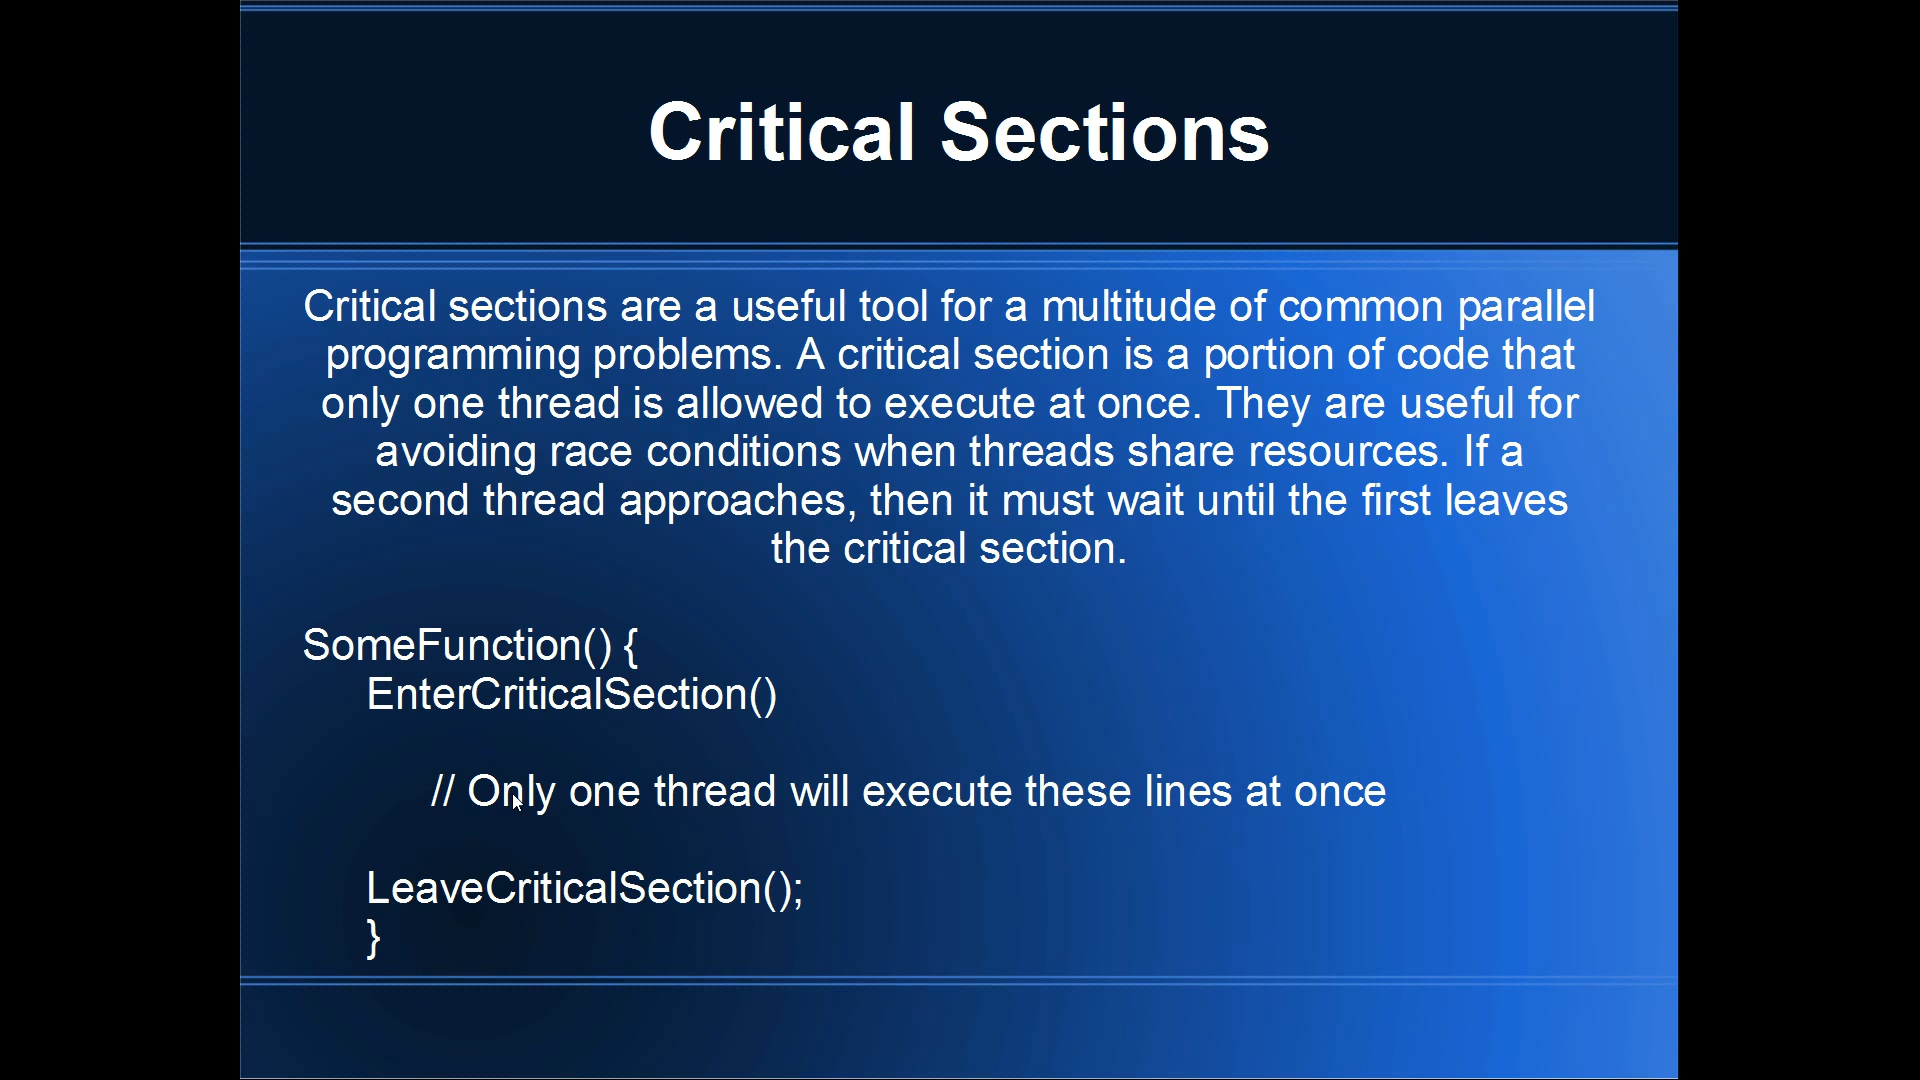 Critical Sections
Critical sections are a useful tool for a multitude of common parallel
programming problems. A critical section is a portion of code that
only one thread is allowed to execute at once. They are useful for
avoiding race conditions when threads share resources. If a
second thread approaches, then it must wait until the first leaves
the critical section.
SomeFunction() {
EnterCriticalSection()
// Only one thread will execute these lines at once
LeaveCriticalSection();
}